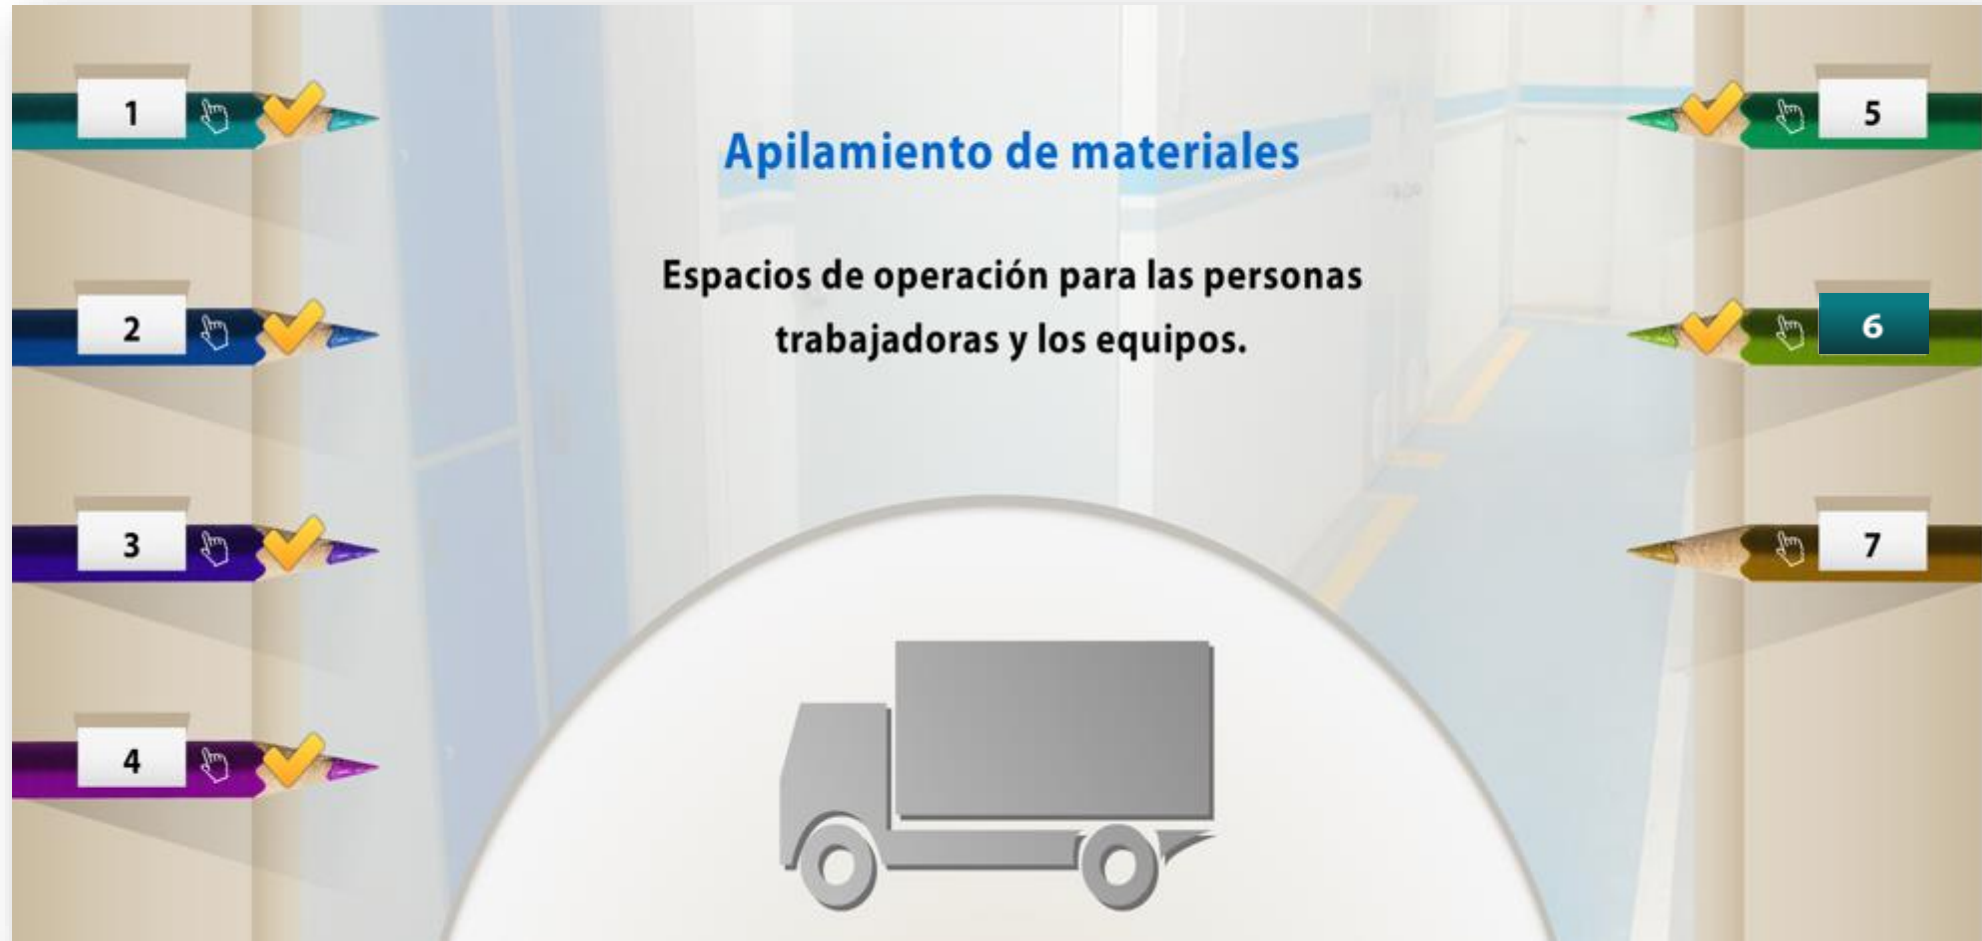 1
2
3
4
Apilamiento de materiales
Espacios de operación para las personas
trabajadoras y los equipos.
5
6
7